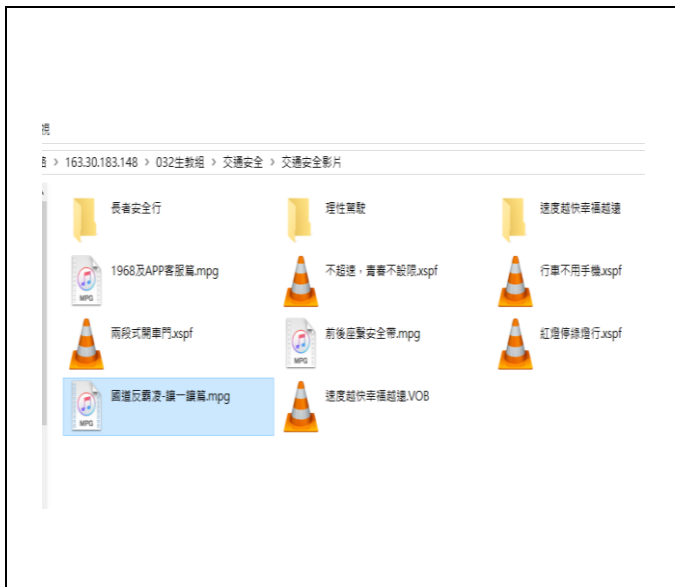 視
163.30.183.148 > 032生教組 > 交通安全 > 交通安全影片
長者安全行
理性駕駛
速度越快幸福越遠
1968及APP客服篇.mpg
不超速，青春不設限.xspf
行車不用手機.xspf
兩段式開車門.xspf
前後座繫安全帶.mpg
紅燈停綠燈行.xspf
國道反霸凌-讓一讓篇.mpg
速度越快幸福越遠.VOB
MPG
MPG
MPG